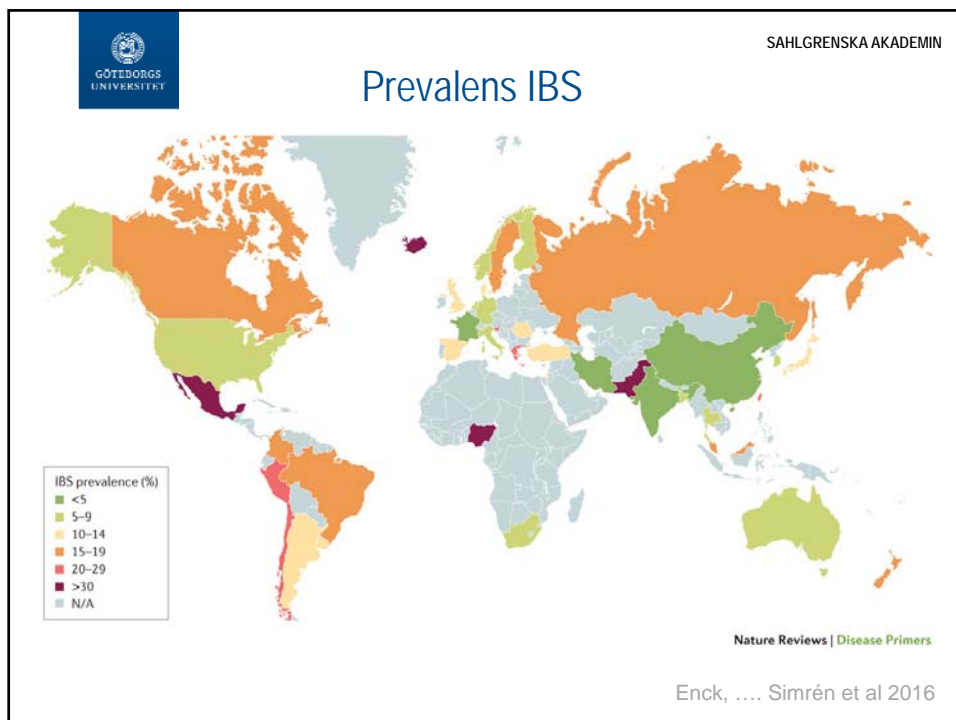 GÖTEBORGS
UNIVERSITET
SAHLGRENSKA AKADEMIN
Prevalens IBS
IBS prevalence (%)
<5
5–9
10–14
15–19
20–29
>30
N/A
Nature Reviews | Disease Primers
Enck, …. Simrén et al 2016